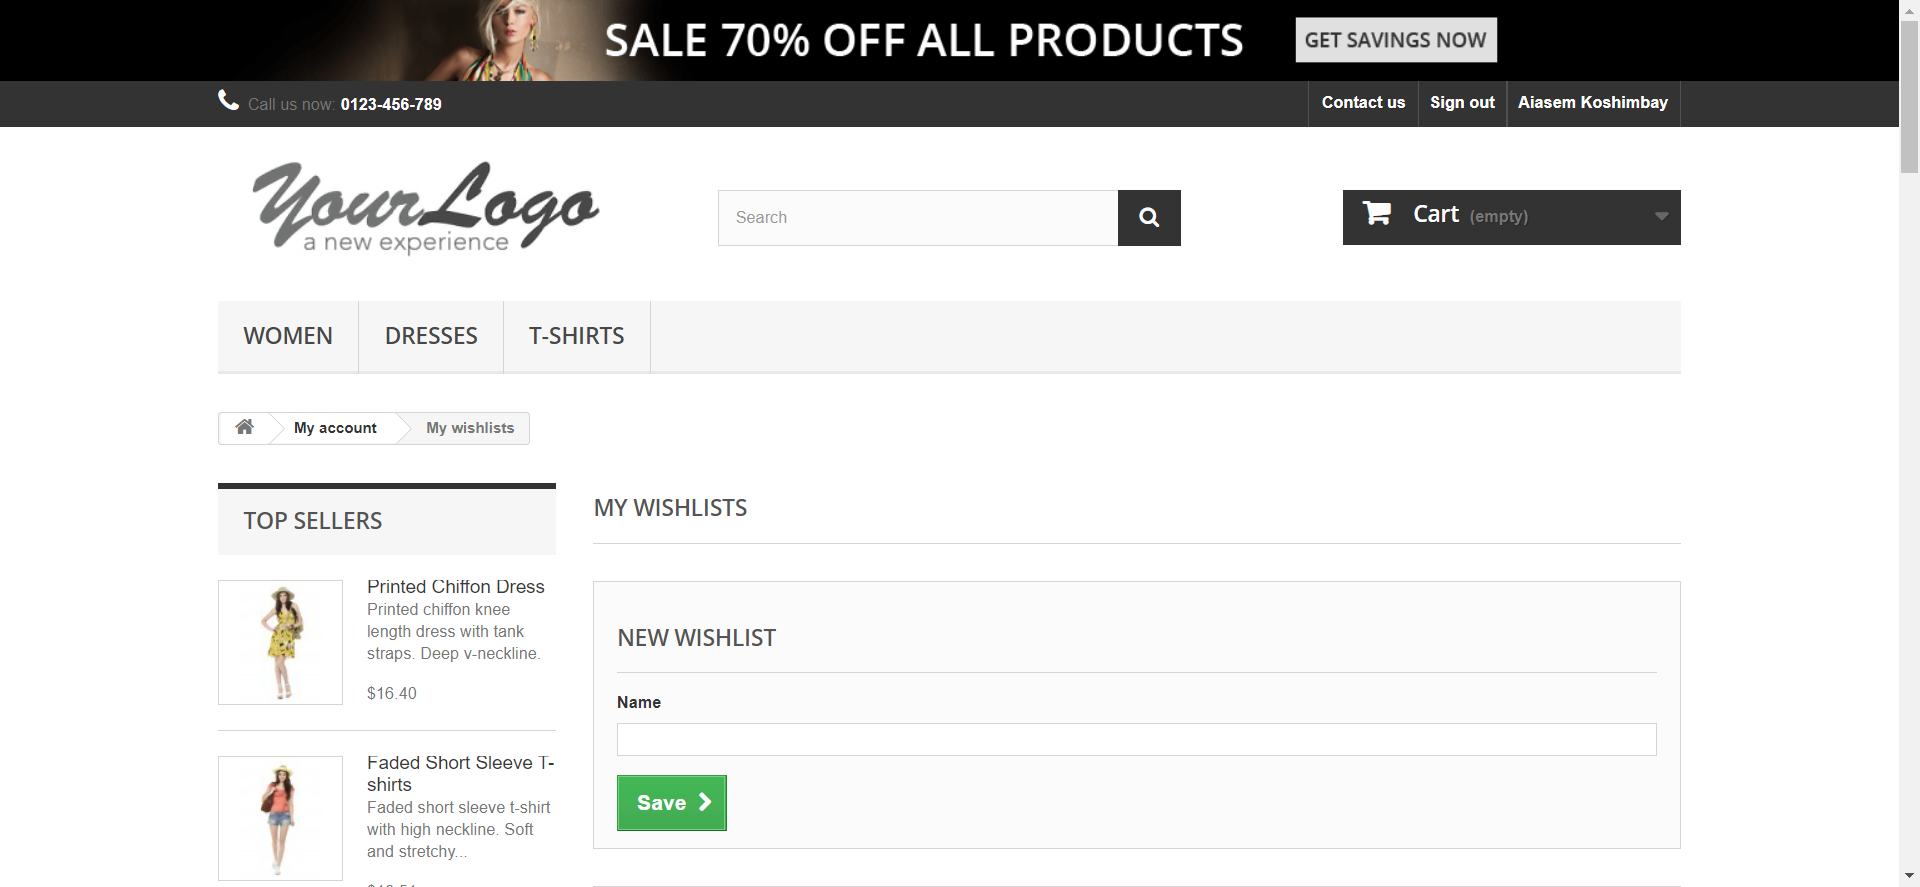 SALE 70% OFF ALL PRODUCTS
GET SAVINGS NOW
Call us now: 0123-456-789
Contact us
Sign out
Aiasem Koshimbay
Your Logo
a new experience
Search
Cart (empty)
WOMEN
DRESSES
T-SHIRTS
My account
My wishlists
TOP SELLERS
Printed Chiffon Dress
Printed chiffon knee
length dress with tank
straps. Deep v-neckline.
$16.40
Faded Short Sleeve T-
shirts
Faded short sleeve t-shirt
with high neckline. Soft
and stretchy...
MY WISHLISTS
NEW WISHLIST
Name
Save